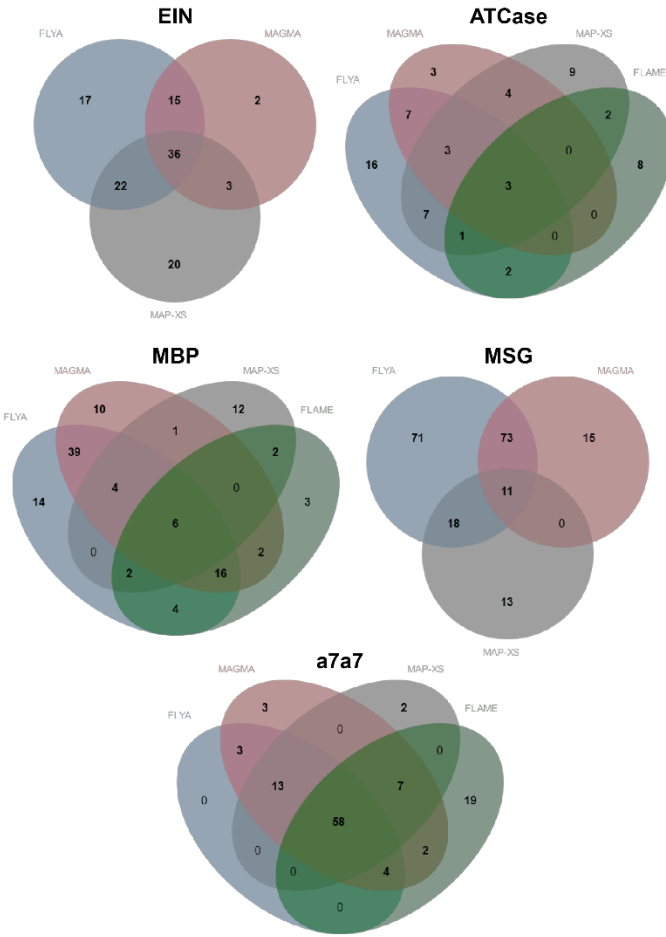 EIN
FLYA
MAGMA
17
15
2
36
22
3
20
MAP-XS
ATCase
MAGMA
MAP-XS
FLYA
FLAME
3
9
4
2
7
16
3
0
8
3
7
0
1
0
2
MBP
MAGMA
MAP-XS
FLYA
FLAME
10
12
1
39
2
4
0
14
3
6
0
2
2
16
4
MSG
FLYA
MAGMA
71
73
15
11
18
0
13
MAP-XS
a7a7
MAGMA
MAP-XS
FLYA
FLAME
3
2
0
3
0
13
7
0
19
58
0
2
0
4
0